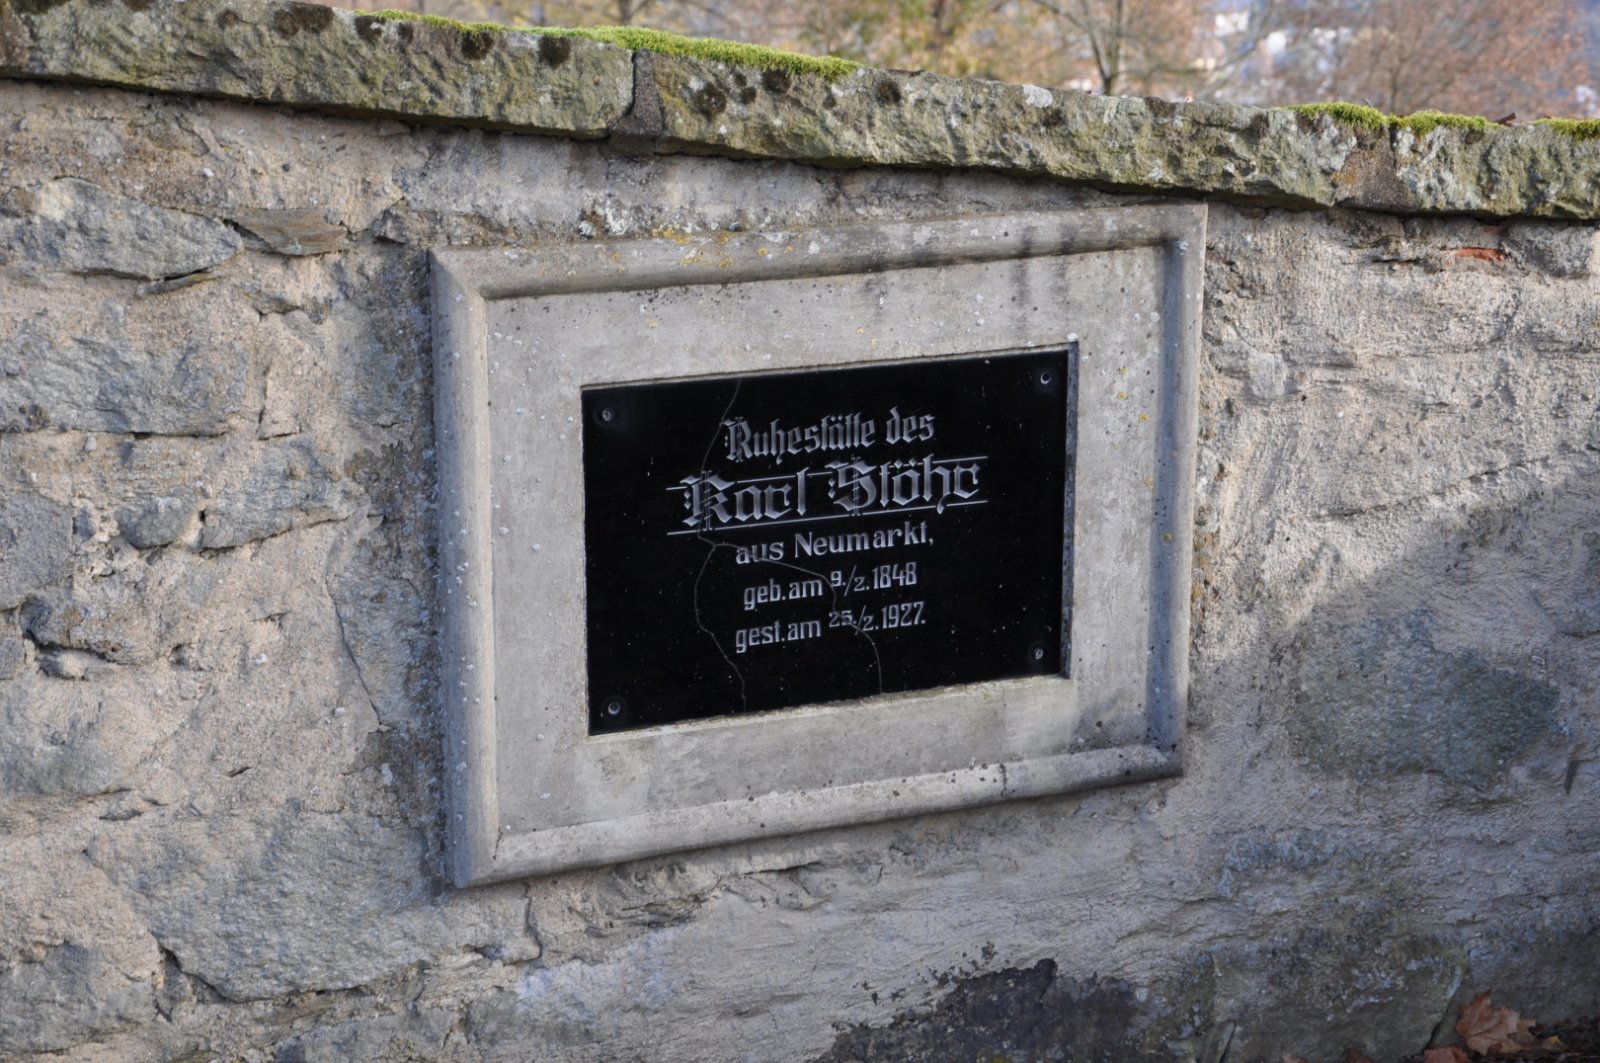 Ruhestätte des
Karl Stöhr
aus Neumarkt,
geb. am 9./2. 1848
gest. am 25./2. 1927.